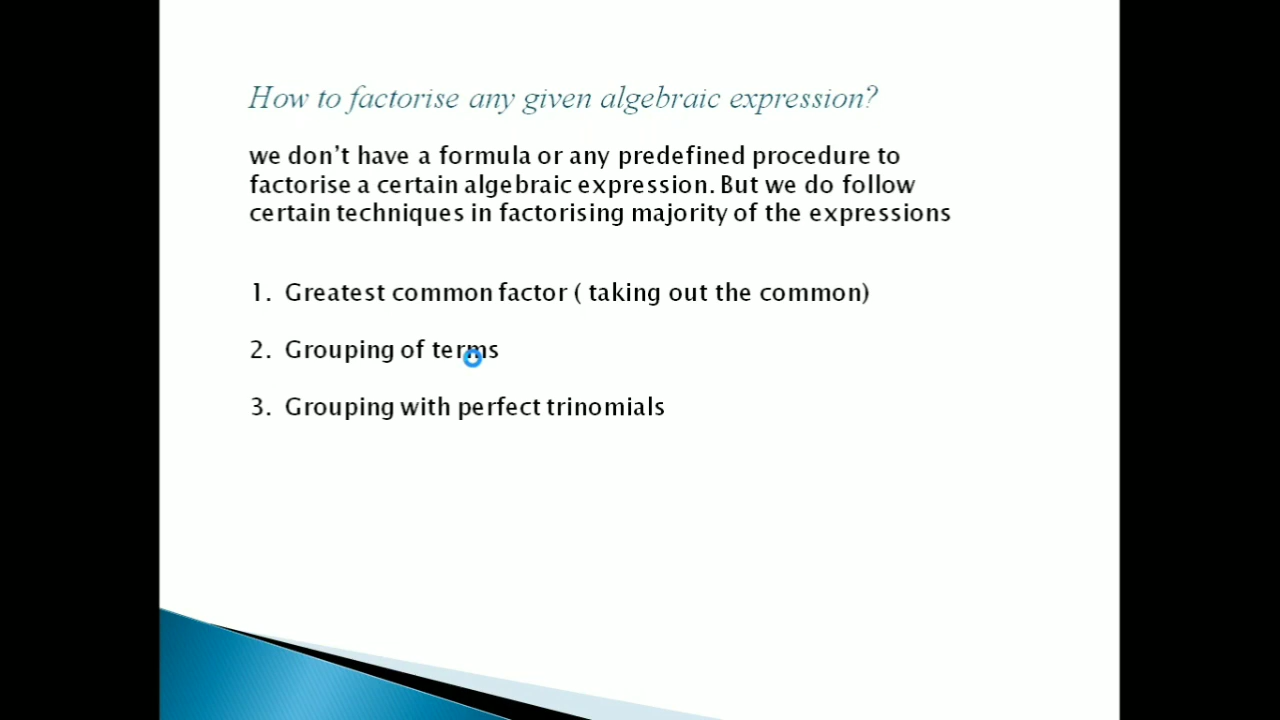 How to factorise any given algebraic expression?
we don't have a formula or any predefined procedure to
factorise a certain algebraic expression. But we do follow
certain techniques in factorising majority of the expressions
1. Greatest common factor ( taking out the common)
2. Grouping of terms
3. Grouping with perfect trinomials